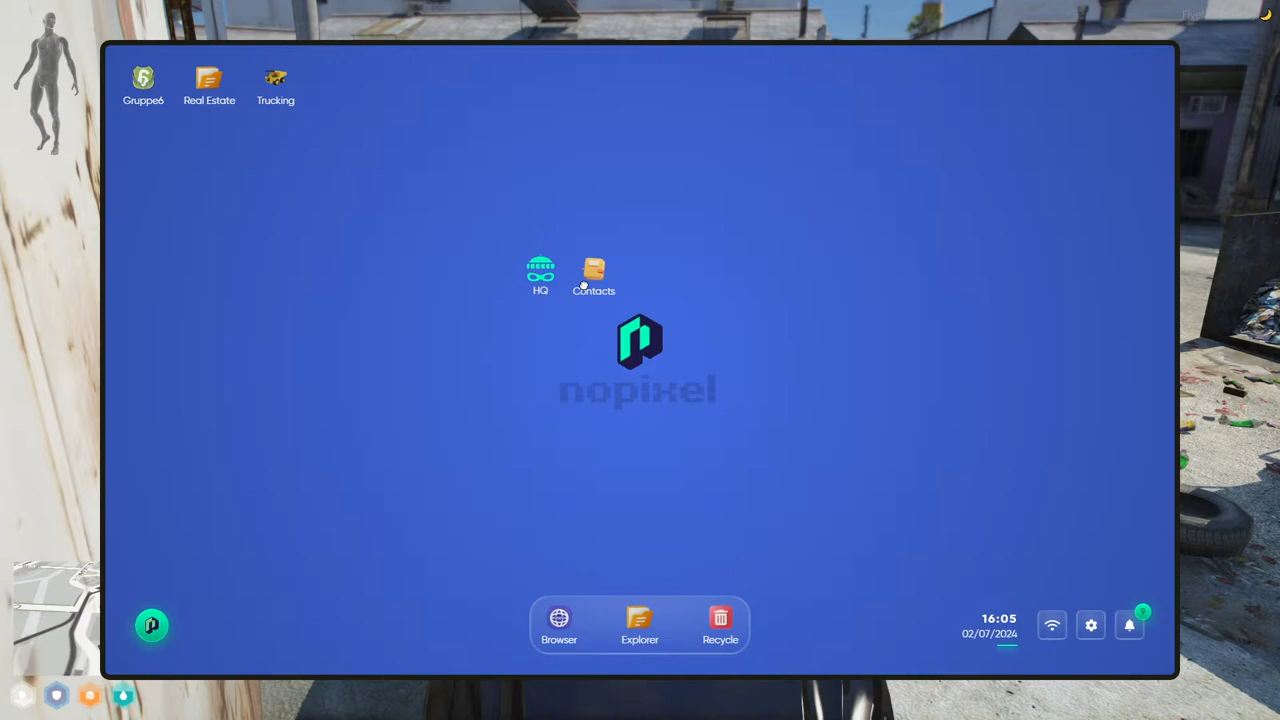 Gruppe6
Real Estate
Trucking
HQ
Contacts
nopixel
Browser
Explorer
Recycle
16:05
02/07/2024